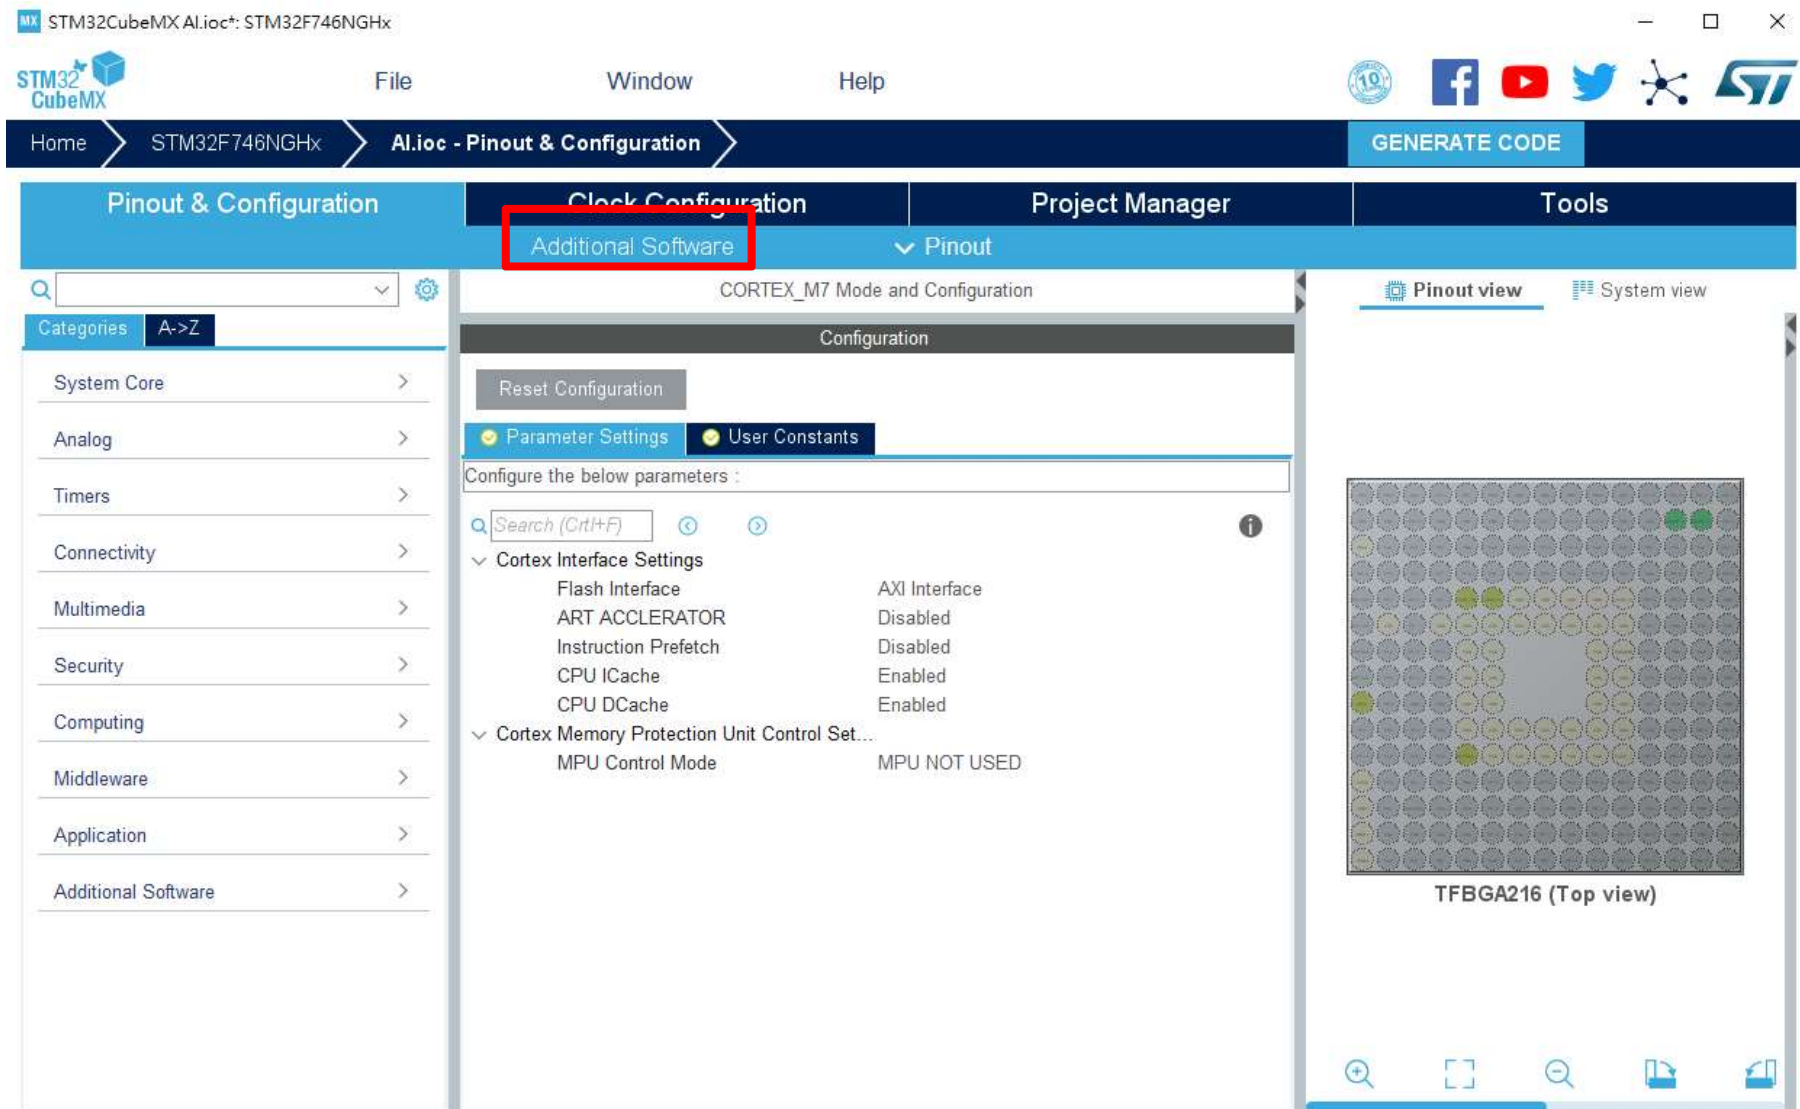 MX STM32CubeMX AI.ioc*: STM32F746NGHx
STM32
CubeMX
File
Window
Help
10
Home
STM32F746NGHx
AI.ioc - Pinout & Configuration
GENERATE CODE
Pinout & Configuration
Clock Configuration
Project Manager
Tools
Additional Software
Pinout
CORTEX_M7 Mode and Configuration
Pinout view
System view
Categories
A->Z
Configuration
System Core
Analog
Timers
Connectivity
Multimedia
Security
Computing
Middleware
Application
Additional Software
Reset Configuration
Parameter Settings
User Constants
Configure the below parameters :
Search (Crtl+F)
Cortex Interface Settings
Flash Interface AXI Interface
ART ACCLERATOR Disabled
Instruction Prefetch Disabled
CPU ICache Enabled
CPU DCache Enabled
Cortex Memory Protection Unit Control Set...
MPU Control Mode MPU NOT USED
TFBGA216 (Top view)